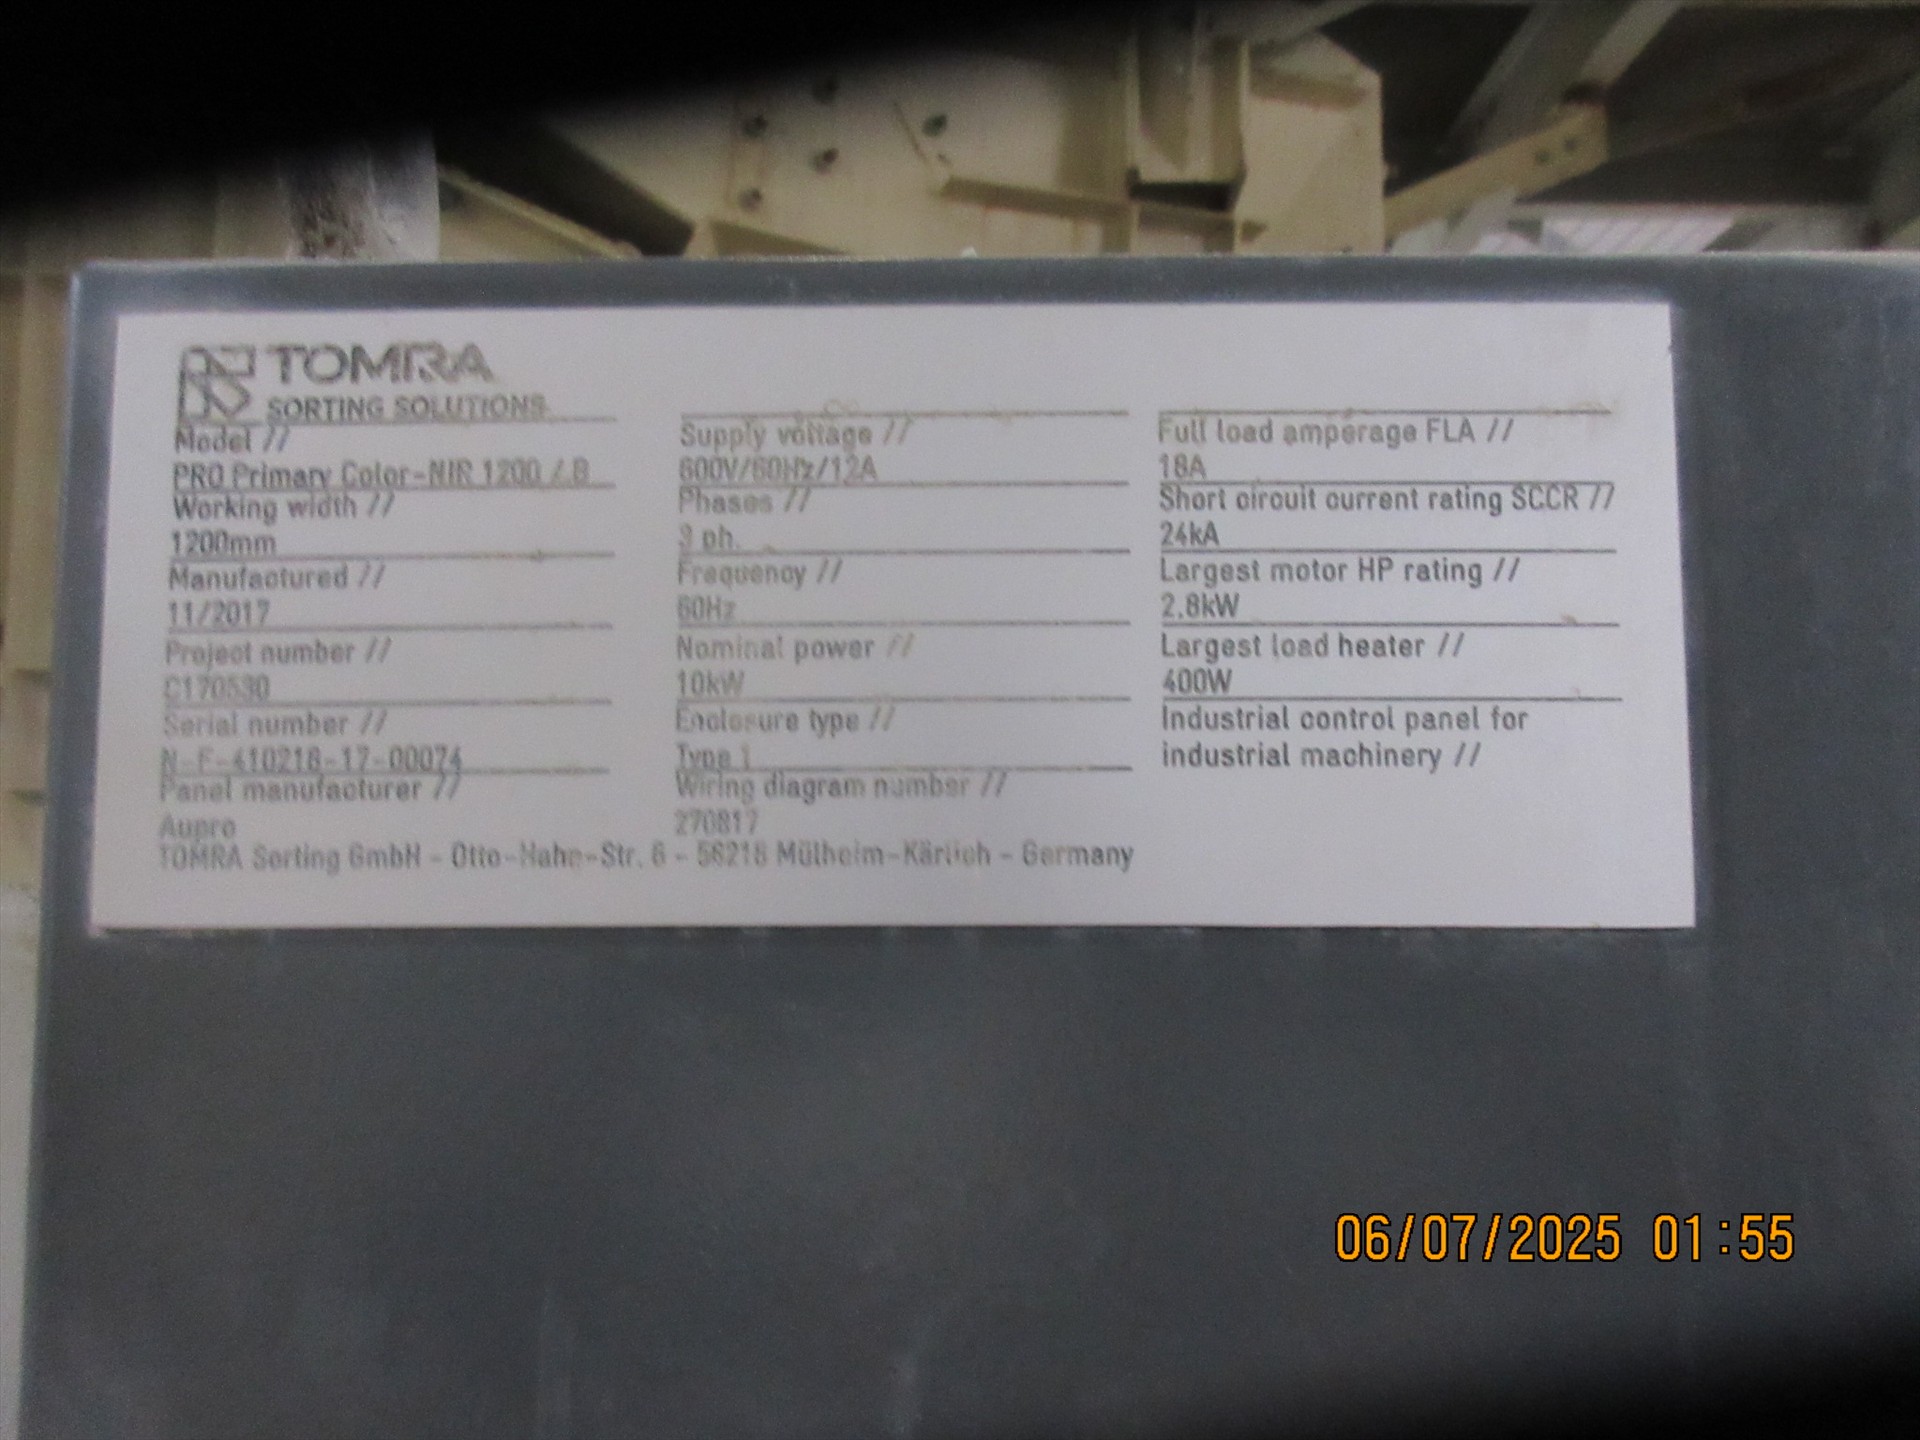 TOMRA
SORTING SOLUTIONS
Model //
PRO Primary Color-NIR 1200 / B
Working width //
1200mm
Manufactured //
11/2017
Project number //
C170530
Serial number //
N-F-410218-17-00074
Panel manufacturer //
Aupro
Supply voltage //
600V/60Hz/12A
Phases //
3 ph.
Frequency //
60Hz
Nominal power //
10kW
Enclosure type //
Type 1
Wiring diagram number //
270817
Full load amperage FLA //
18A
Short circuit current rating SCCR //
24kA
Largest motor HP rating //
2.8kW
Largest load heater //
400W
Industrial control panel for
industrial machinery //
TOMRA Sorting GmbH - Otto-Hahn-Str. 6 - 56218 Mülheim-Kärlich - Germany
06/07/2025 01:55